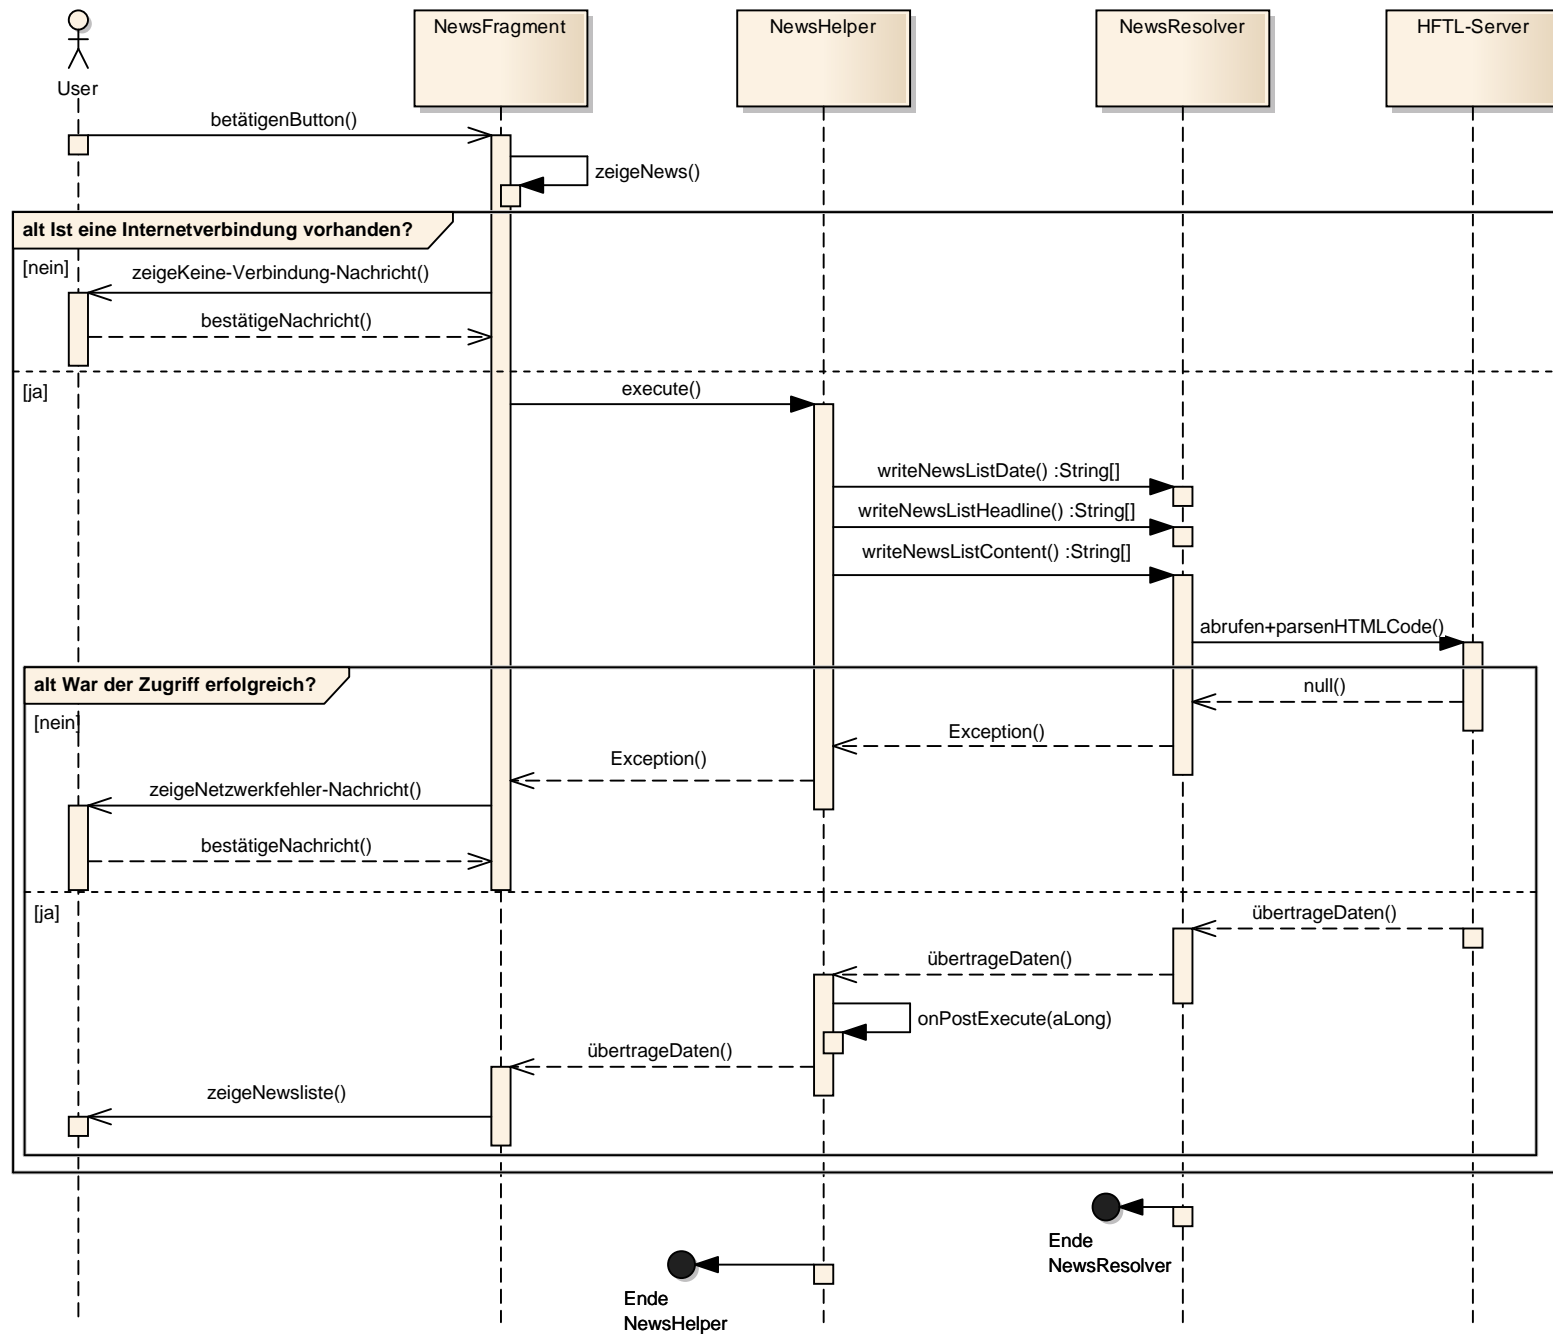 User
NewsFragment
NewsHelper
NewsResolver
HFTL-Server
betätigenButton()
zeigeNews()
alt Ist eine Internetverbindung vorhanden?
[nein]
zeigeKeine-Verbindung-Nachricht()
bestätigeNachricht()
[ja]
execute()
writeNewsListDate() :String[]
writeNewsListHeadline() :String[]
writeNewsListContent() :String[]
abrufen+parsenHTMLCode()
alt War der Zugriff erfolgreich?
null()
[nein]
Exception()
Exception()
zeigeNetzwerkfehler-Nachricht()
bestätigeNachricht()
[ja]
übertrageDaten()
übertrageDaten()
onPostExecute(aLong)
übertrageDaten()
zeigeNewsliste()
Ende
NewsResolver
Ende
NewsHelper